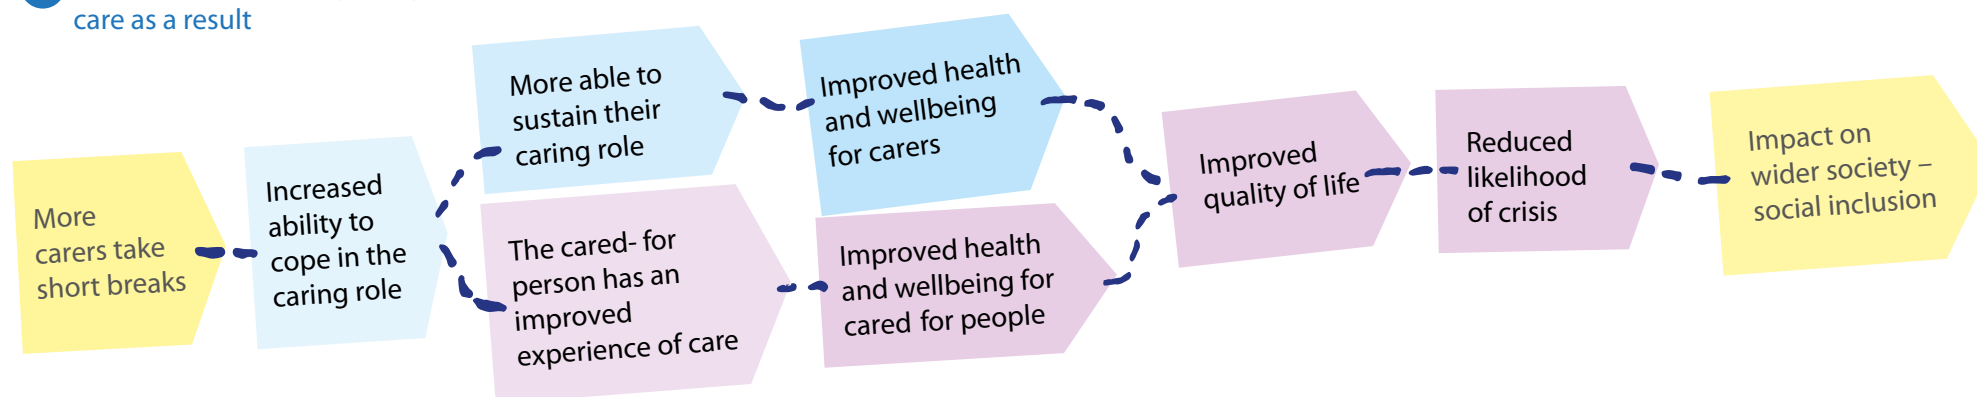 care as a result
More
carers take
short breaks
Increased
ability to
cope in the
caring role
More able to
sustain their
caring role
The cared- for
person has an
improved
experience of care
Improved health
and wellbeing
for carers
Improved health
and wellbeing for
cared for people
Improved
quality of life
Reduced
likelihood
of crisis
Impact on
wider society –
social inclusion